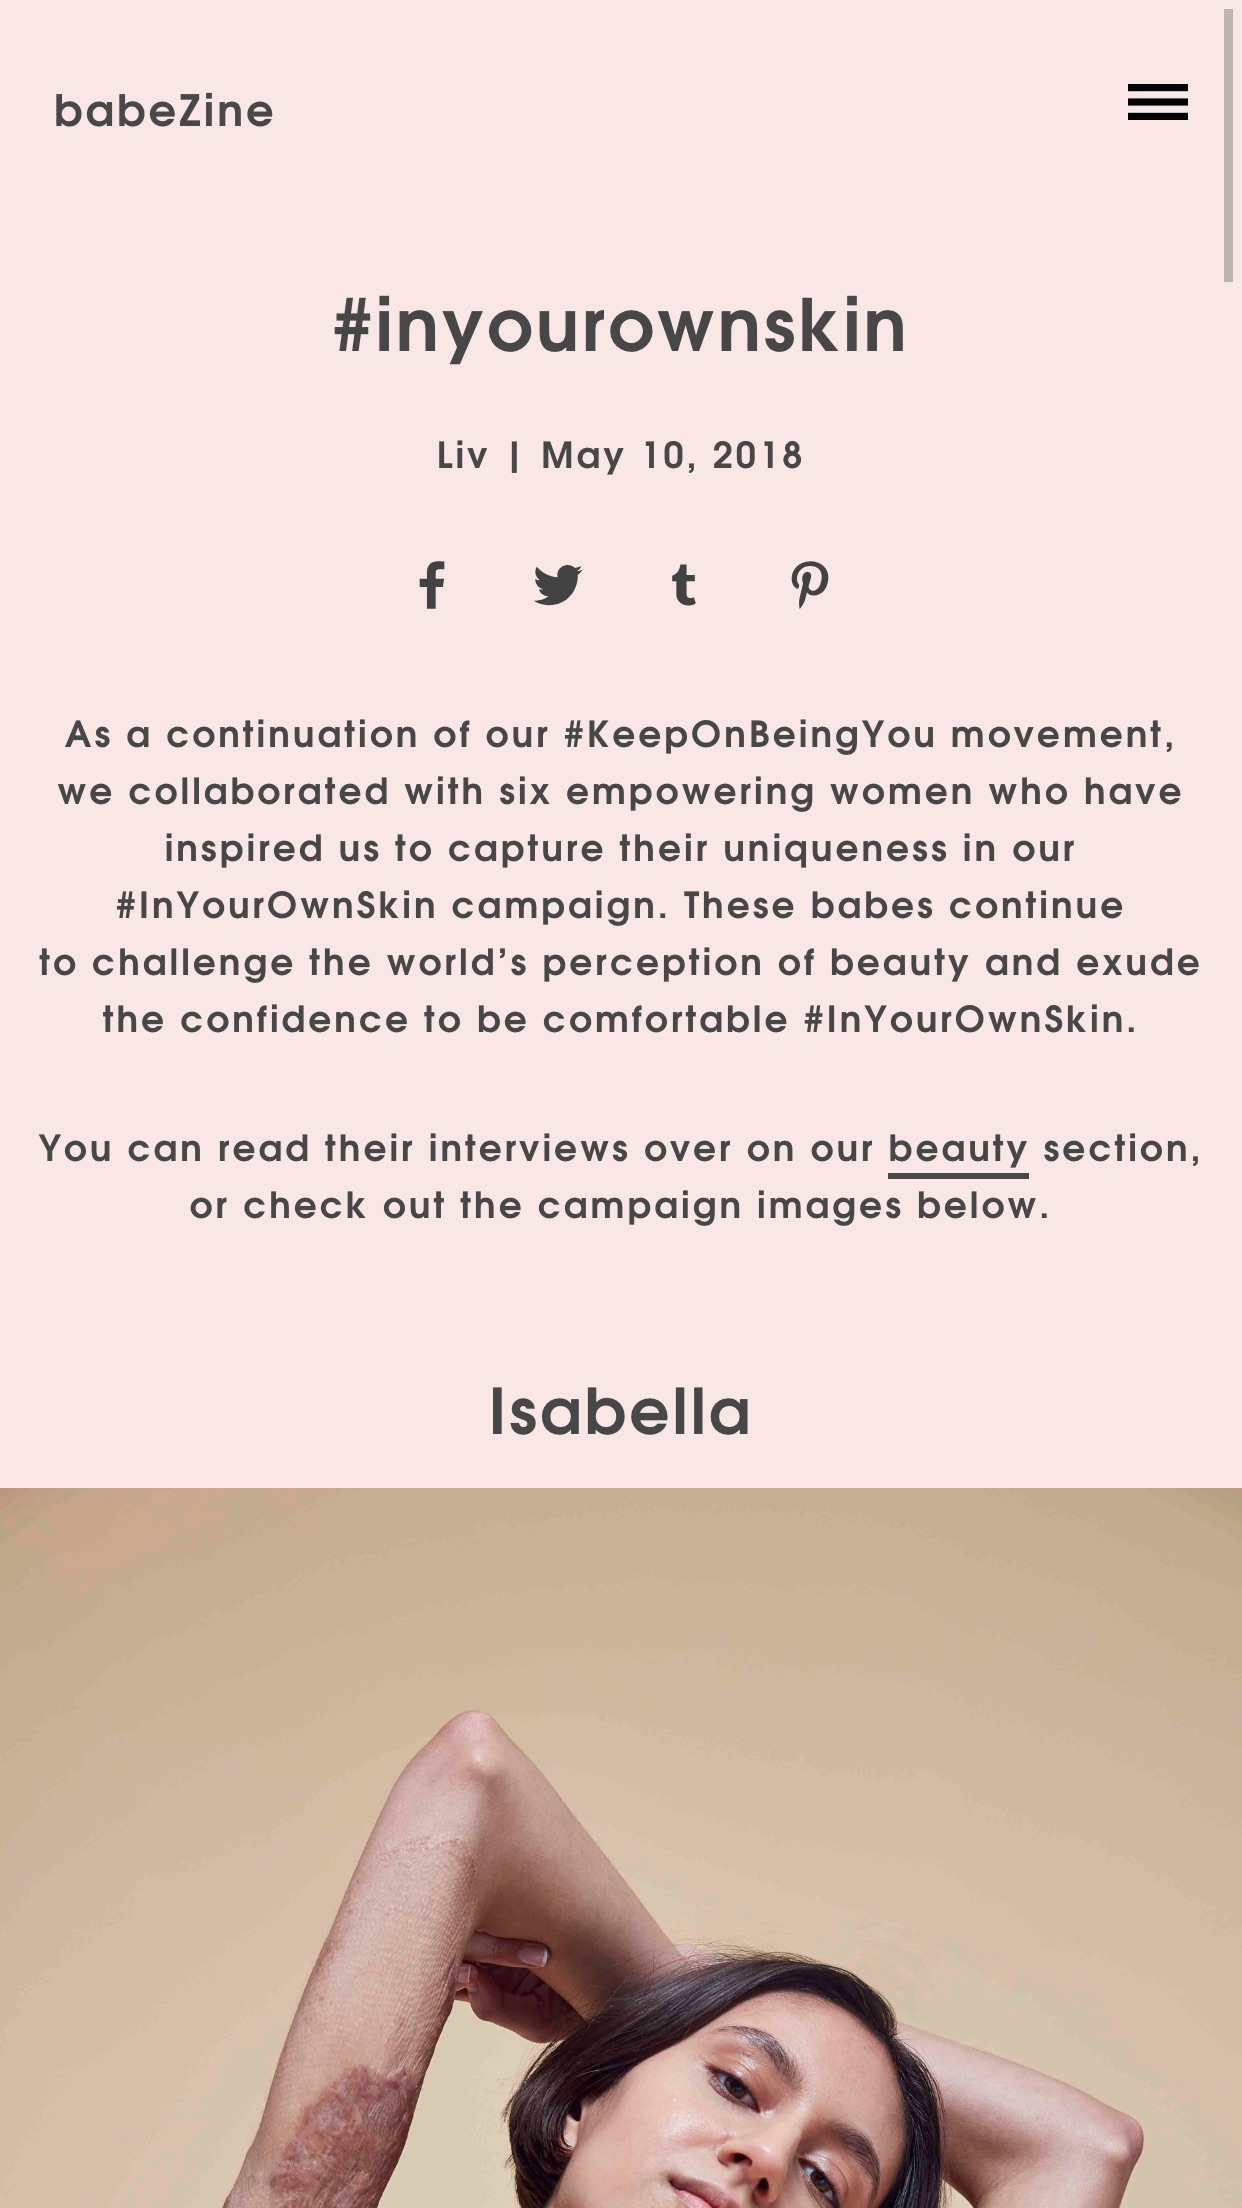 babeZine
#inyourownskin
Liv | May 10, 2018
As a continuation of our #KeepOnBeingYou movement,
we collaborated with six empowering women who have
inspired us to capture their uniqueness in our
#InYourOwnSkin campaign. These babes continue
to challenge the world’s perception of beauty and exude
the confidence to be comfortable #InYourOwnSkin.
You can read their interviews over on our beauty section,
or check out the campaign images below.
Isabella